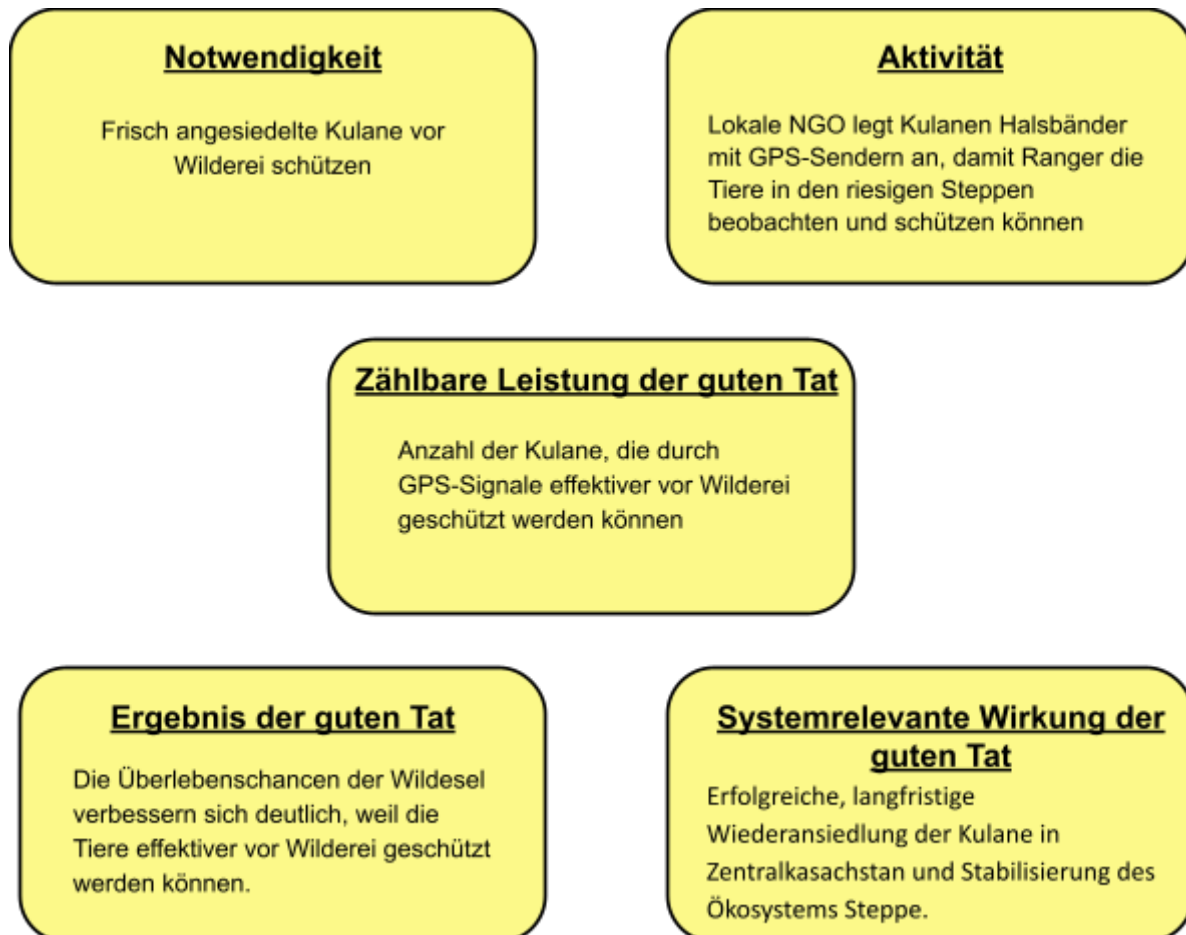 Notwendigkeit
Frisch angesiedelte Kulane vor
Wilderei schützen
Aktivität
Lokale NGO legt Kulanen Halsbänder
mit GPS-Sendern an, damit Ranger die
Tiere in den riesigen Steppen
beobachten und schützen können
Zählbare Leistung der guten Tat
Anzahl der Kulane, die durch
GPS-Signale effektiver vor Wilderei
geschützt werden können
Ergebnis der guten Tat
Die Überlebenschancen der Wildesel
verbessern sich deutlich, weil die
Tiere effektiver vor Wilderei geschützt
werden können.
Systemrelevante Wirkung der
guten Tat
Erfolgreiche, langfristige
Wiederansiedlung der Kulane in
Zentralkasachstan und Stabilisierung des
Ökosystems Steppe.